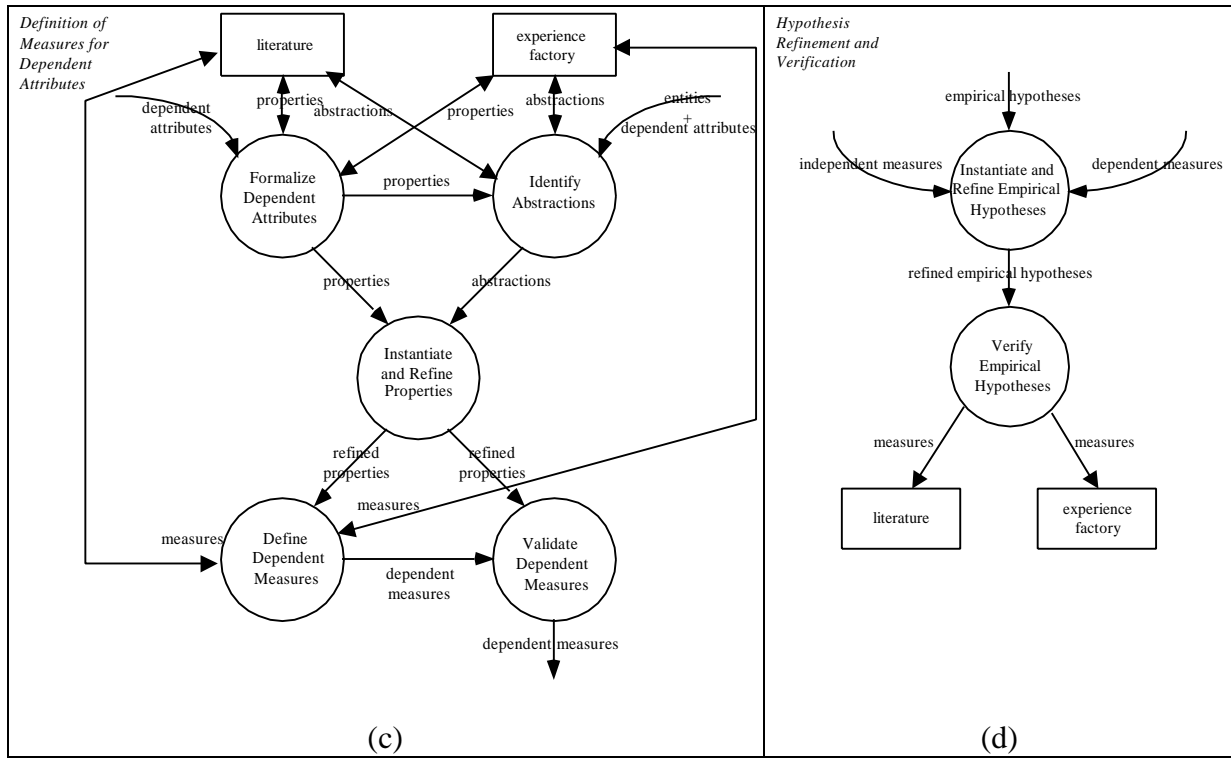 Definition of
Measures for
Dependent
Attributes
literature
experience
factory
dependent
attributes
properties
abstractions
properties
abstractions
entities
+
dependent attributes
Formalize
Dependent
Attributes
properties
Identify
Abstractions
properties
abstractions
Instantiate
and Refine
Properties
refined
properties
refined
properties
measures
measures
Define
Dependent
Measures
dependent
measures
Validate
Dependent
Measures
dependent measures
(c)
Hypothesis
Refinement and
Verification
empirical hypotheses
independent measures
dependent measures
Instantiate and
Refine Empirical
Hypotheses
refined empirical hypotheses
Verify
Empirical
Hypotheses
measures
measures
literature
experience
factory
(d)